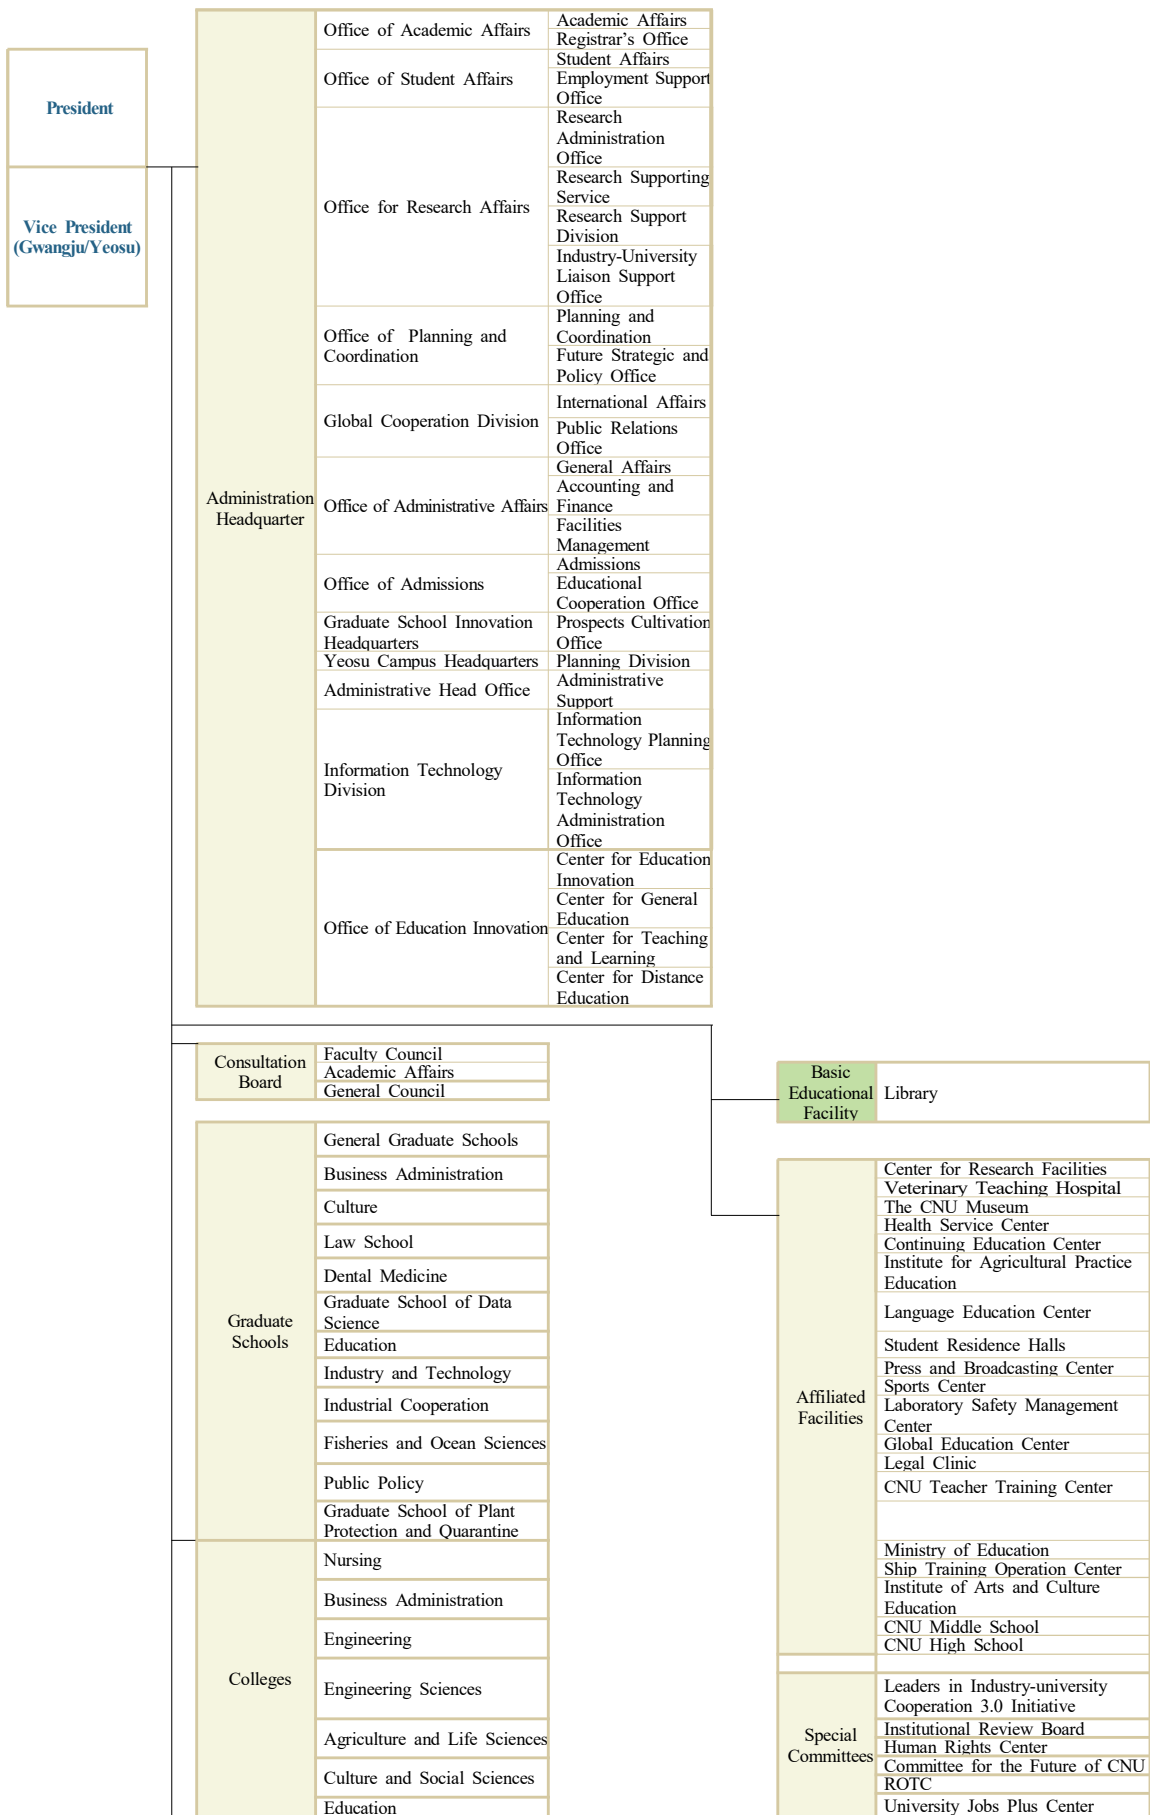 President
Vice President
(Gwangju/Yeosu)
Administration
Headquarter
Office of Academic Affairs
Academic Affairs
Registrar's Office
Office of Student Affairs
Student Affairs
Employment Support
Office
Office for Research Affairs
Research
Administration
Office
Research Supporting
Service
Research Support
Division
Industry-University
Liaison Support
Office
Office of Planning and
Coordination
Planning and
Coordination
Future Strategic and
Policy Office
Global Cooperation Division
International Affairs
Public Relations
Office
Office of Administrative Affairs
General Affairs
Accounting and
Finance
Facilities
Management
Office of Admissions
Admissions
Educational
Cooperation Office
Graduate School Innovation
Headquarters
Prospects Cultivation
Office
Yeosu Campus Headquarters
Planning Division
Administrative Head Office
Administrative
Support
Information Technology
Division
Information
Technology Planning
Office
Information
Technology
Administration
Office
Office of Education Innovation
Center for Education
Innovation
Center for General
Education
Center for Teaching
and Learning
Center for Distance
Education
Consultation
Board
Faculty Council
Academic Affairs
General Council
Graduate
Schools
General Graduate Schools
Business Administration
Culture
Law School
Dental Medicine
Graduate School of Data
Science
Education
Industry and Technology
Industrial Cooperation
Fisheries and Ocean Sciences
Public Policy
Graduate School of Plant
Protection and Quarantine
Colleges
Nursing
Business Administration
Engineering
Engineering Sciences
Agriculture and Life Sciences
Culture and Social Sciences
Education
Basic
Educational
Facility
Library
Affiliated
Facilities
Center for Research Facilities
Veterinary Teaching Hospital
The CNU Museum
Health Service Center
Continuing Education Center
Institute for Agricultural Practice
Education
Language Education Center
Student Residence Halls
Press and Broadcasting Center
Sports Center
Laboratory Safety Management
Center
Global Education Center
Legal Clinic
CNU Teacher Training Center
Ministry of Education
Ship Training Operation Center
Institute of Arts and Culture
Education
CNU Middle School
CNU High School
Special
Committees
Leaders in Industry-university
Cooperation 3.0 Initiative
Institutional Review Board
Human Rights Center
Committee for the Future of CNU
ROTC
University Jobs Plus Center